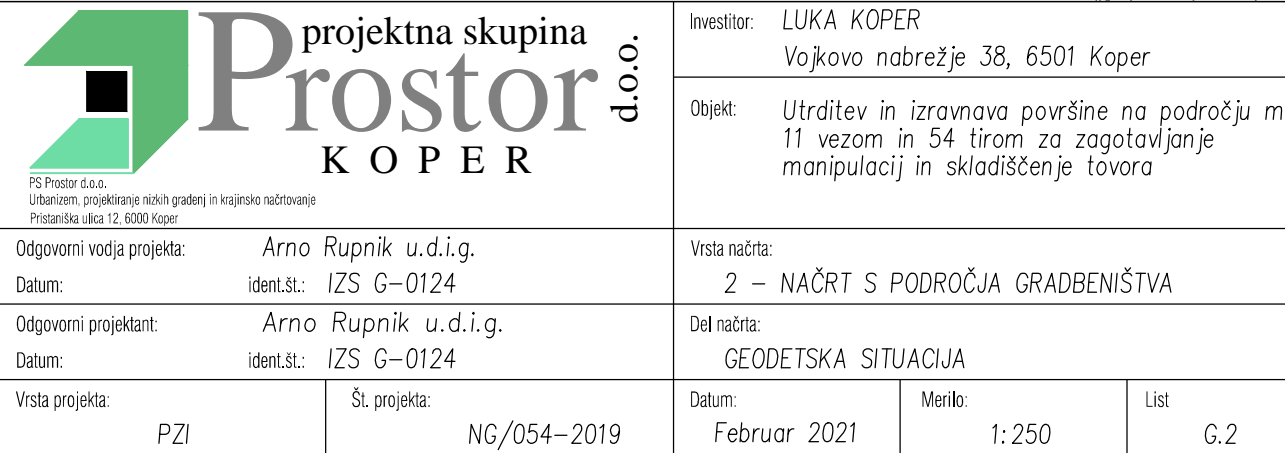 projektna skupina
Prostor d.o.o.
KOPER
PS Prostor d.o.o.
Urbanizem, projektiranje nizkih gradenj in krajinsko načrtovanje
Pristaniška ulica 12, 6000 Koper
Investitor: LUKA KOPER
Vojkovo nabrežje 38, 6501 Koper
Objekt: Utrditev in izravnava površine na področju m
11 vezom in 54 tirom za zagotavljanje
manipulacij in skladiščenje tovora
Odgovorni vodja projekta: Arno Rupnik u.d.i.g.
Datum: ident.št.: IZS G-0124
Vrsta načrta:
2 - NAČRT S PODROČJA GRADBENIŠTVA
Odgovorni projektant: Arno Rupnik u.d.i.g.
Datum: ident.št.: IZS G-0124
Del načrta:
GEODETSKA SITUACIJA
Vrsta projekta: Št. projekta: Datum: Merilo: List
PZI NG/054-2019 Februar 2021 1:250 G.2